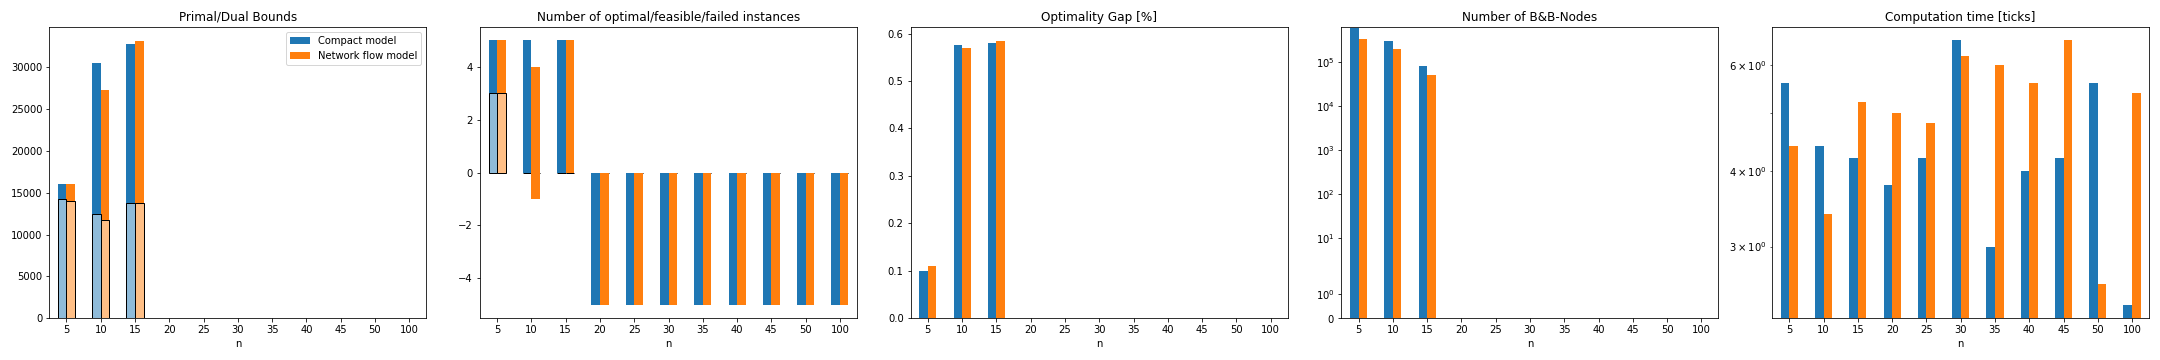 Primal/Dual Bounds
Compact model
Network flow model
30000
25000
20000
15000
10000
5000
0
5 10 15 20 25 30 35 40 45 50 100
n
Number of optimal/feasible/failed instances
4
2
0
−2
−4
5 10 15 20 25 30 35 40 45 50 100
n
Optimality Gap [%]
0.6
0.5
0.4
0.3
0.2
0.1
0.0
5 10 15 20 25 30 35 40 45 50 100
n
Number of B&B-Nodes
10⁵
10⁴
10³
10²
10¹
10⁰
0
5 10 15 20 25 30 35 40 45 50 100
n
Computation time [ticks]
6 × 10⁰
4 × 10⁰
3 × 10⁰
5 10 15 20 25 30 35 40 45 50 100
n